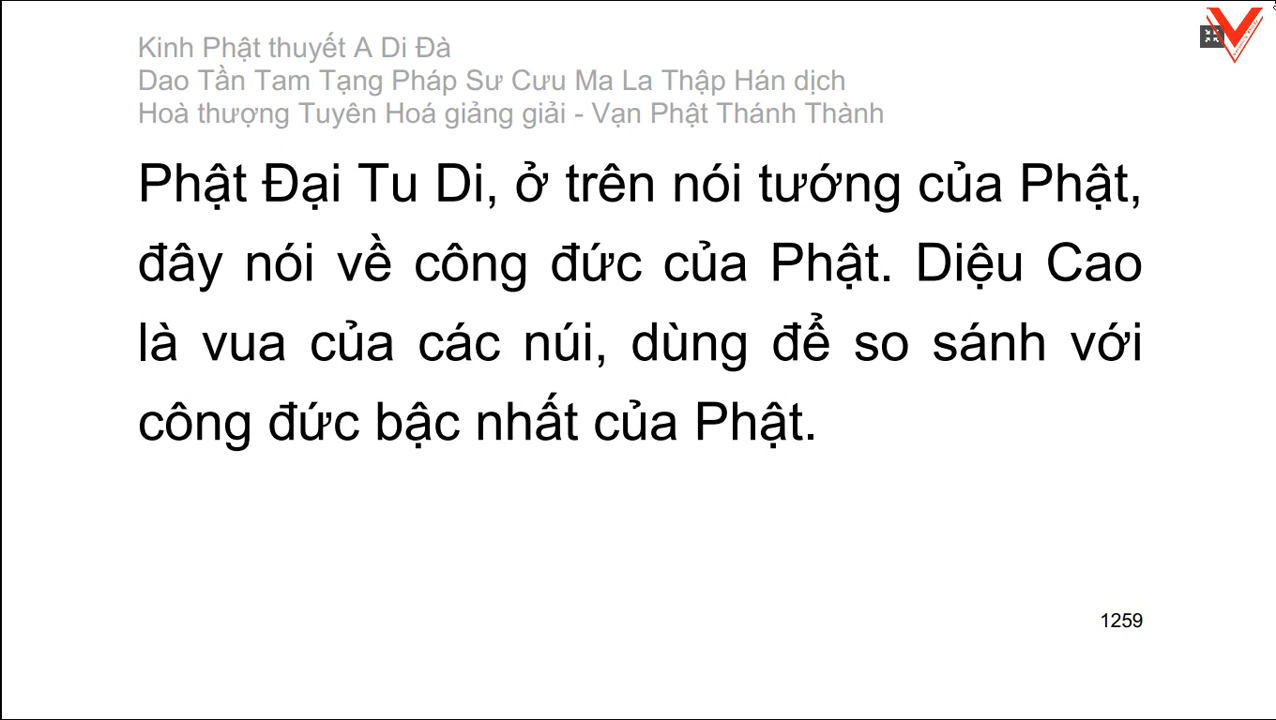 Kinh Phật thuyết A Di Đà
Dao Tần Tam Tạng Pháp Sư Cưu Ma La Thập Hán dịch
Hoà thượng Tuyên Hoá giảng giải - Vạn Phật Thánh Thành
Phật Đại Tu Di, ở trên nói tướng của Phật,
đây nói về công đức của Phật. Diệu Cao
là vua của các núi, dùng để so sánh với
công đức bậc nhất của Phật.
1259